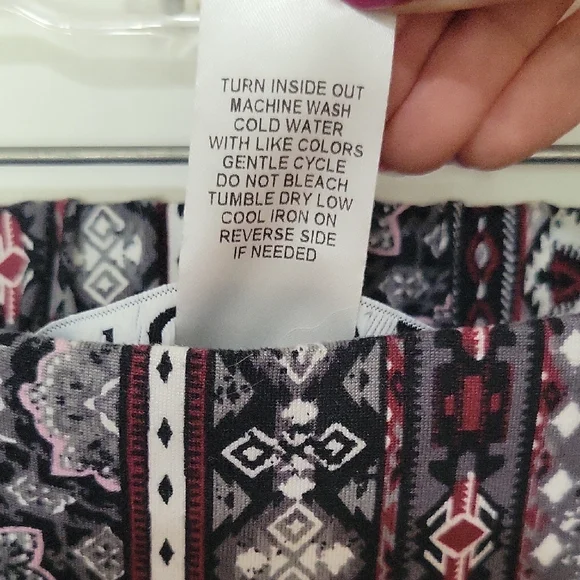 TURN INSIDE OUT
MACHINE WASH
COLD WATER
WITH LIKE COLORS
GENTLE CYCLE
DO NOT BLEACH
TUMBLE DRY LOW
COOL IRON ON
REVERSE SIDE
IF NEEDED